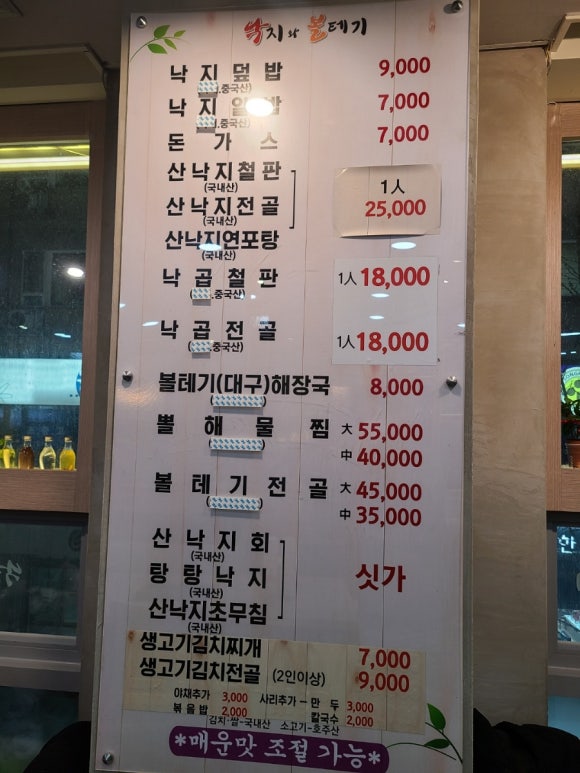 낙지와 볼테기
낙지덮밥 9,000
.중국산)
낙지알밥 7,000
.중국산)
돈가스 7,000
산낙지철판
(국내산)
1人
산낙지전골 25,000
(국내산)
산낙지연포탕
(국내산)
낙곱철판 1人 18,000
.중국산)
낙곱전골 1人 18,000
.중국산)
볼테기(대구)해장국 8,000
뽈해물찜 大 55,000
中 40,000
볼테기전골 大 45,000
中 35,000
산낙지회
(국내산)
탕탕낙지 싯가
(국내산)
산낙지초무침
(국내산)
생고기김치찌개 7,000
생고기김치전골 (2인이상) 9,000
야채추가 3,000 사리추가-만두 3,000
볶음밥 2,000 칼국수 2,000
김치·쌀-국내산 소고기-호주산
*매운맛 조절 가능*
한